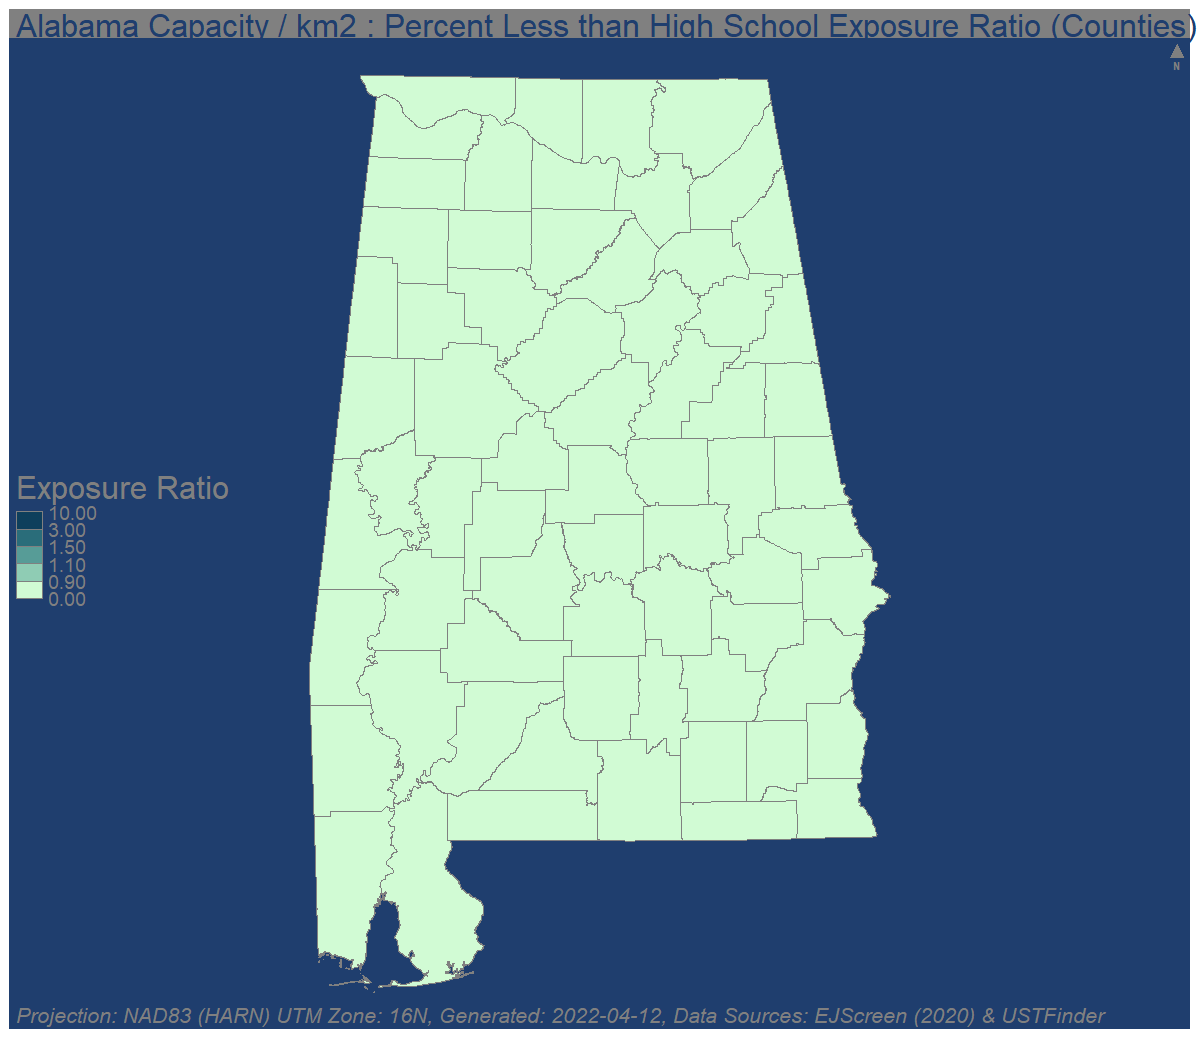 Alabama Capacity / km2 : Percent Less than High School Exposure Ratio (Counties)
N
Exposure Ratio
10.00
3.00
1.50
1.10
0.90
0.00
Projection: NAD83 (HARN) UTM Zone: 16N, Generated: 2022-04-12, Data Sources: EJScreen (2020) & USTFinder